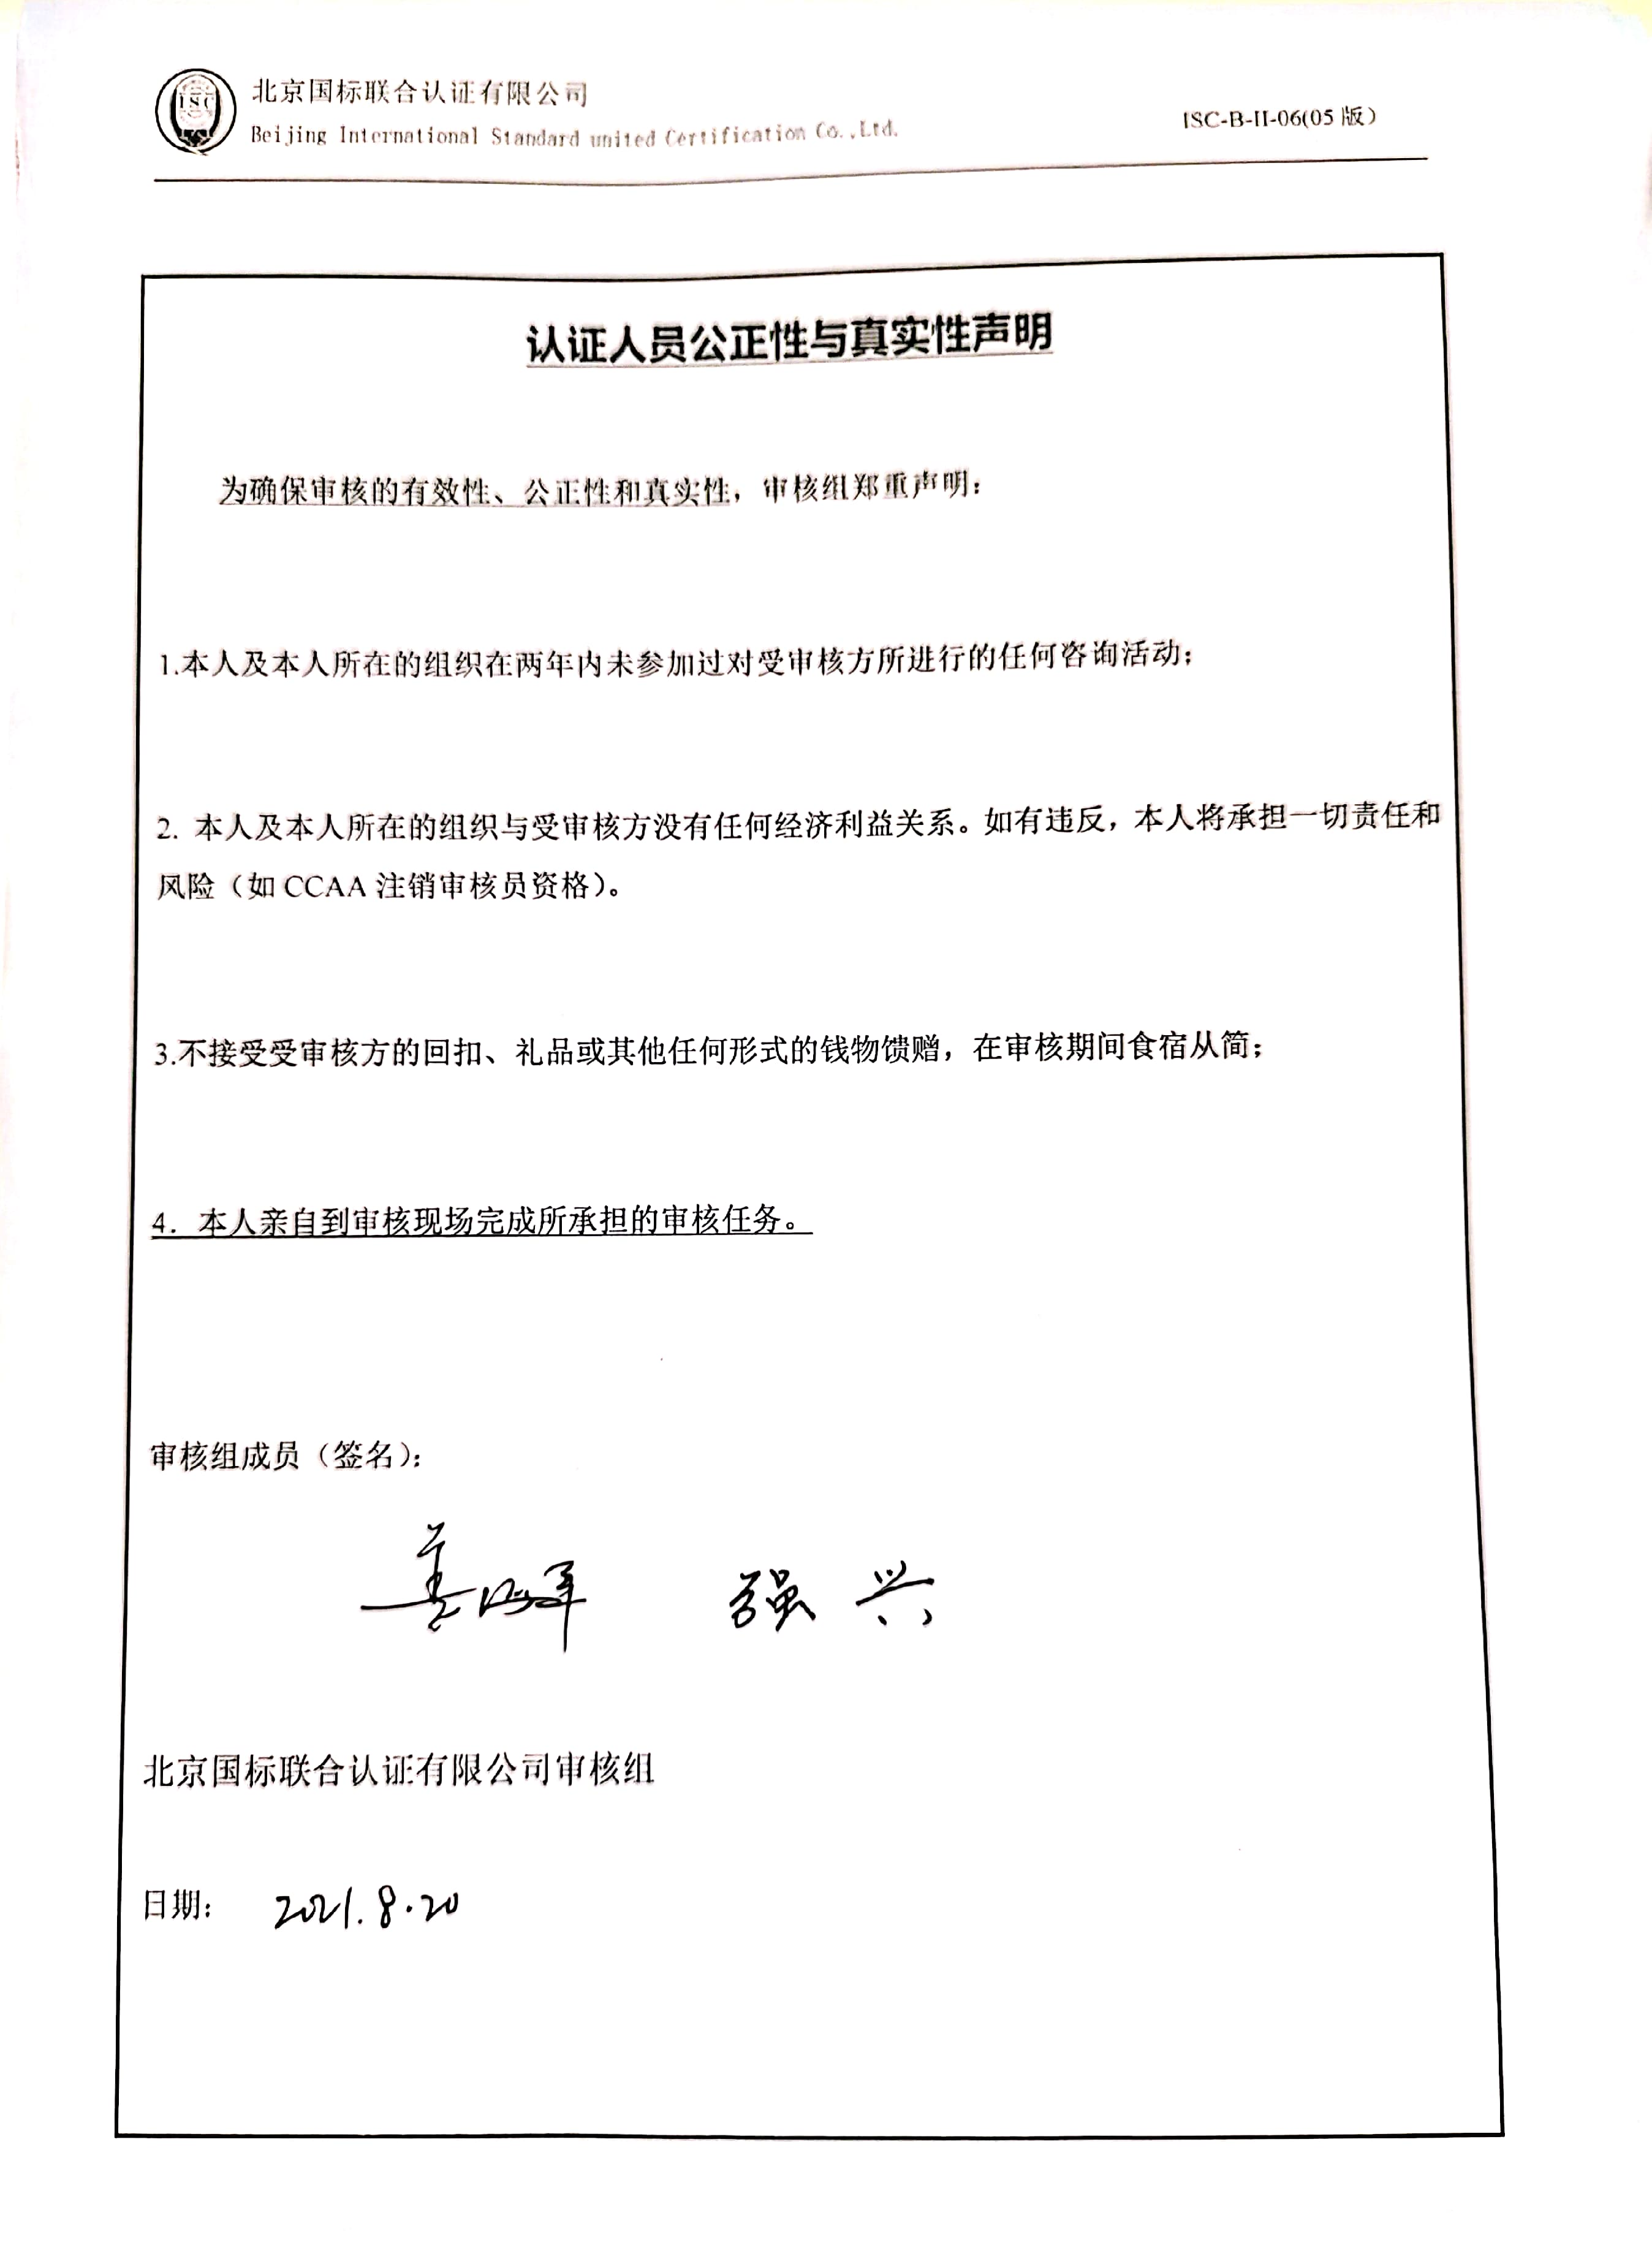 ISC
北京国标联合认证有限公司
Beijing International Standard united Certification Co.,Ltd.
ISC-B-II-06(05 版)
认证人员公正性与真实性声明
为确保审核的有效性、公正性和真实性，审核组郑重声明：
1.本人及本人所在的组织在两年内未参加过对受审核方所进行的任何咨询活动；
2. 本人及本人所在的组织与受审核方没有任何经济利益关系。如有违反，本人将承担一切责任和
风险（如 CCAA 注销审核员资格）。
3.不接受受审核方的回扣、礼品或其他任何形式的钱物馈赠，在审核期间食宿从简；
4. 本人亲自到审核现场完成所承担的审核任务。
审核组成员（签名）：
姜海军 强兴
北京国标联合认证有限公司审核组
日期： 2021.8.20